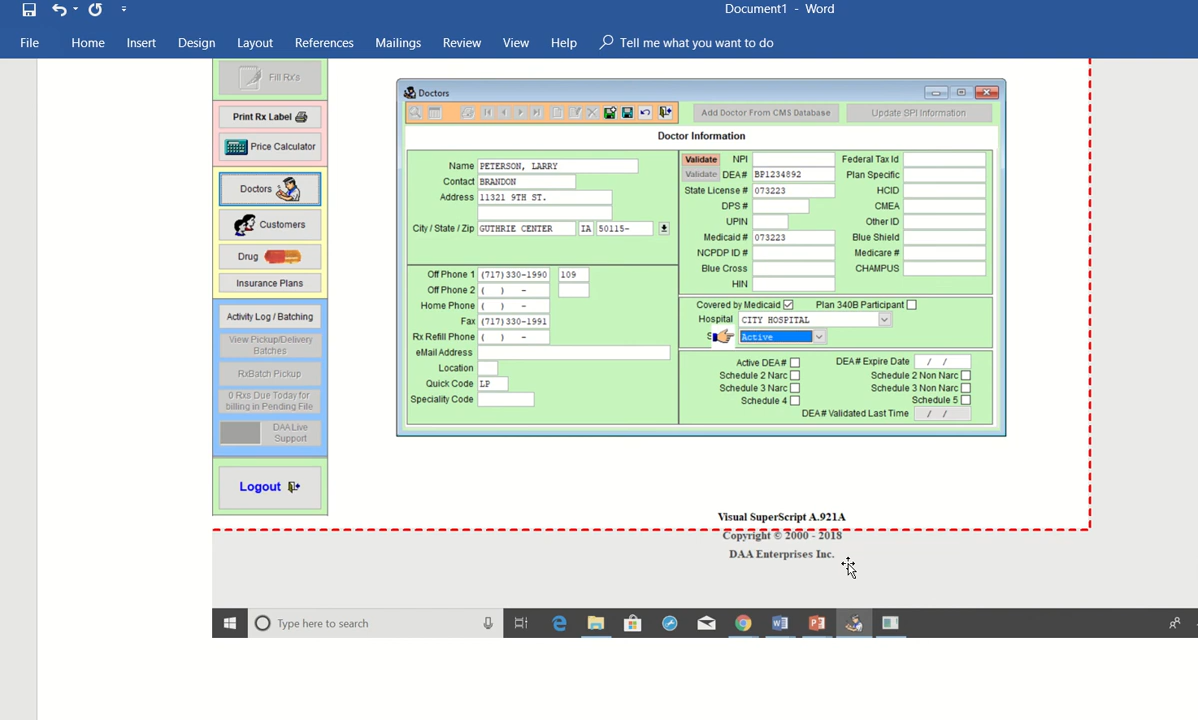 Document1 - Word
File Home Insert Design Layout References Mailings Review View Help Tell me what you want to do
Fill Rx's
Print Rx Label
Price Calculator
Doctors
Customers
Drug
Insurance Plans
Activity Log / Batching
View Pickup/Delivery
Batches
RxBatch Pickup
0 Rxs Due Today for
billing in Pending File
DAA Live
Support
Logout
Doctors
Add Doctor From CMS Database Update SPI Information
Doctor Information
Name PETERSON, LARRY
Contact BRANDON
Address 11321 9TH ST.
City / State / Zip GUTHRIE CENTER IA 50115-
Off Phone 1 (717)330-1990 109
Off Phone 2 ( ) -
Home Phone ( ) -
Fax (717)330-1991
Rx Refill Phone ( ) -
eMail Address
Location
Quick Code LP
Speciality Code
Validate NPI Federal Tax Id
Validate DEA# BP1234892 Plan Specific
State License # 073223 HCID
DPS # CMEA
UPIN Other ID
Medicaid # 073223 Blue Shield
NCPDP ID # Medicare #
Blue Cross CHAMPUS
HIN
Covered by Medicaid Plan 340B Participant
Hospital CITY HOSPITAL
Active
Active DEA# DEA# Expire Date / /
Schedule 2 Narc Schedule 2 Non Narc
Schedule 3 Narc Schedule 3 Non Narc
Schedule 4 Schedule 5
DEA# Validated Last Time / /
Visual SuperScript A.921A
Copyright © 2000 - 2018
DAA Enterprises Inc.
Type here to search